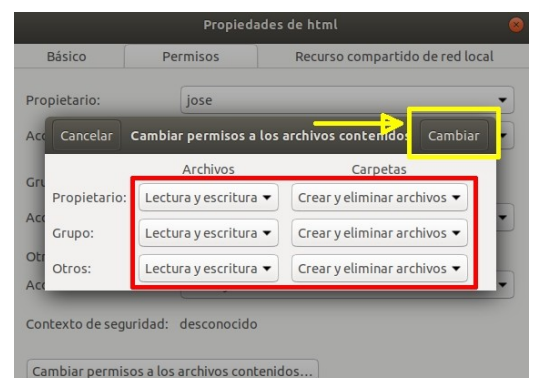 Propiedades de html
Básico Permisos Recurso compartido de red local
Propietario: jose
Cancelar Cambiar permisos a los archivos contenidos Cambiar
Archivos Carpetas
Propietario: Lectura y escritura Crear y eliminar archivos
Grupo: Lectura y escritura Crear y eliminar archivos
Otros: Lectura y escritura Crear y eliminar archivos
Contexto de seguridad: desconocido
Cambiar permisos a los archivos contenidos...